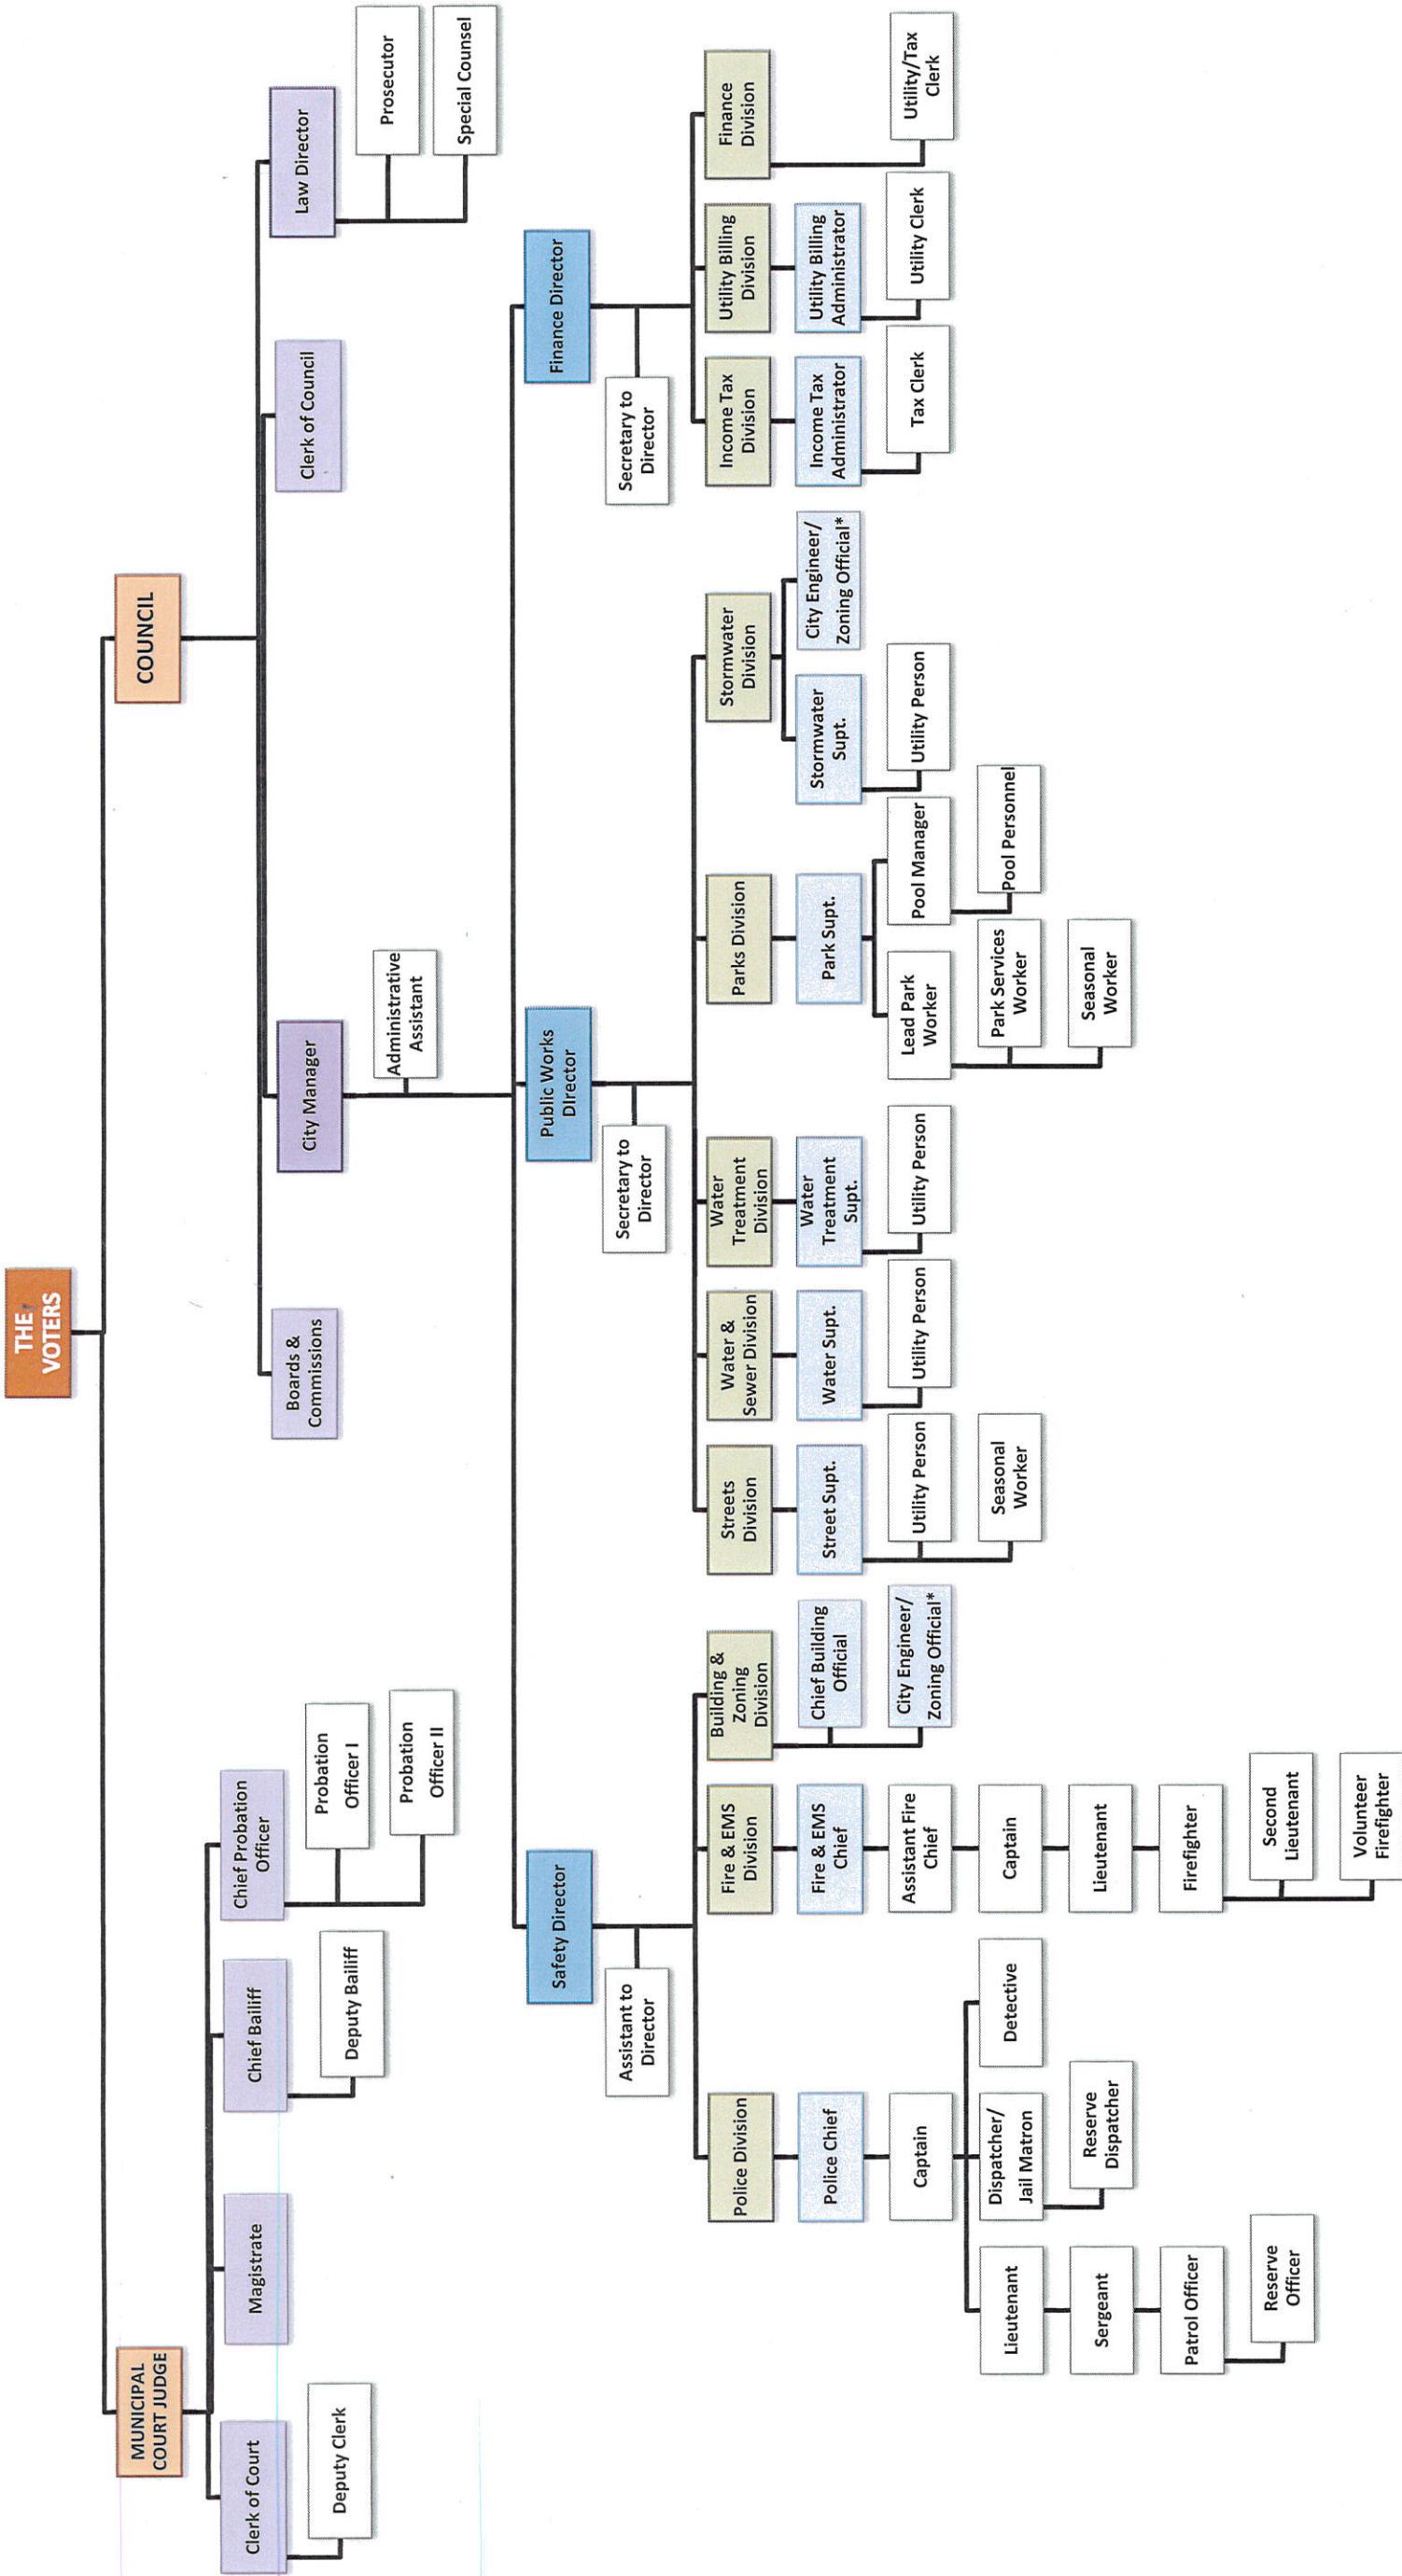 THE
VOTERS
MUNICIPAL
COURT JUDGE
COUNCIL
Clerk of Court
Magistrate
Chief Bailiff
Chief Probation
Officer
Deputy Clerk
Deputy Bailiff
Probation
Officer I
Probation
Officer II
Boards &
Commissions
City Manager
Clerk of Council
Law Director
Administrative
Assistant
Prosecutor
Special Counsel
Safety Director
Public Works
DIrector
Finance Director
Assistant to
Director
Secretary to
Director
Secretary to
Director
Police Division
Fire & EMS
Division
Building &
Zoning
Division
Streets
Division
Water &
Sewer Division
Water
Treatment
Division
Parks Division
Stormwater
Division
Income Tax
Division
Utility Billing
Division
Finance
Division
Police Chief
Fire & EMS
Chief
Chief Building
Official
Street Supt.
Water Supt.
Water
Treatment
Supt.
Park Supt.
Stormwater
Supt.
City Engineer/
Zoning Official*
Income Tax
Administrator
Utility Billing
Administrator
Captain
Assistant Fire
Chief
City Engineer/
Zoning Official*
Utility Person
Utility Person
Utility Person
Lead Park
Worker
Pool Manager
Utility Person
Tax Clerk
Utility Clerk
Utility/Tax
Clerk
Lieutenant
Dispatcher/
Jail Matron
Detective
Captain
Seasonal
Worker
Park Services
Worker
Pool Personnel
Sergeant
Reserve
Dispatcher
Lieutenant
Seasonal
Worker
Patrol Officer
Firefighter
Reserve
Officer
Second
Lieutenant
Volunteer
Firefighter